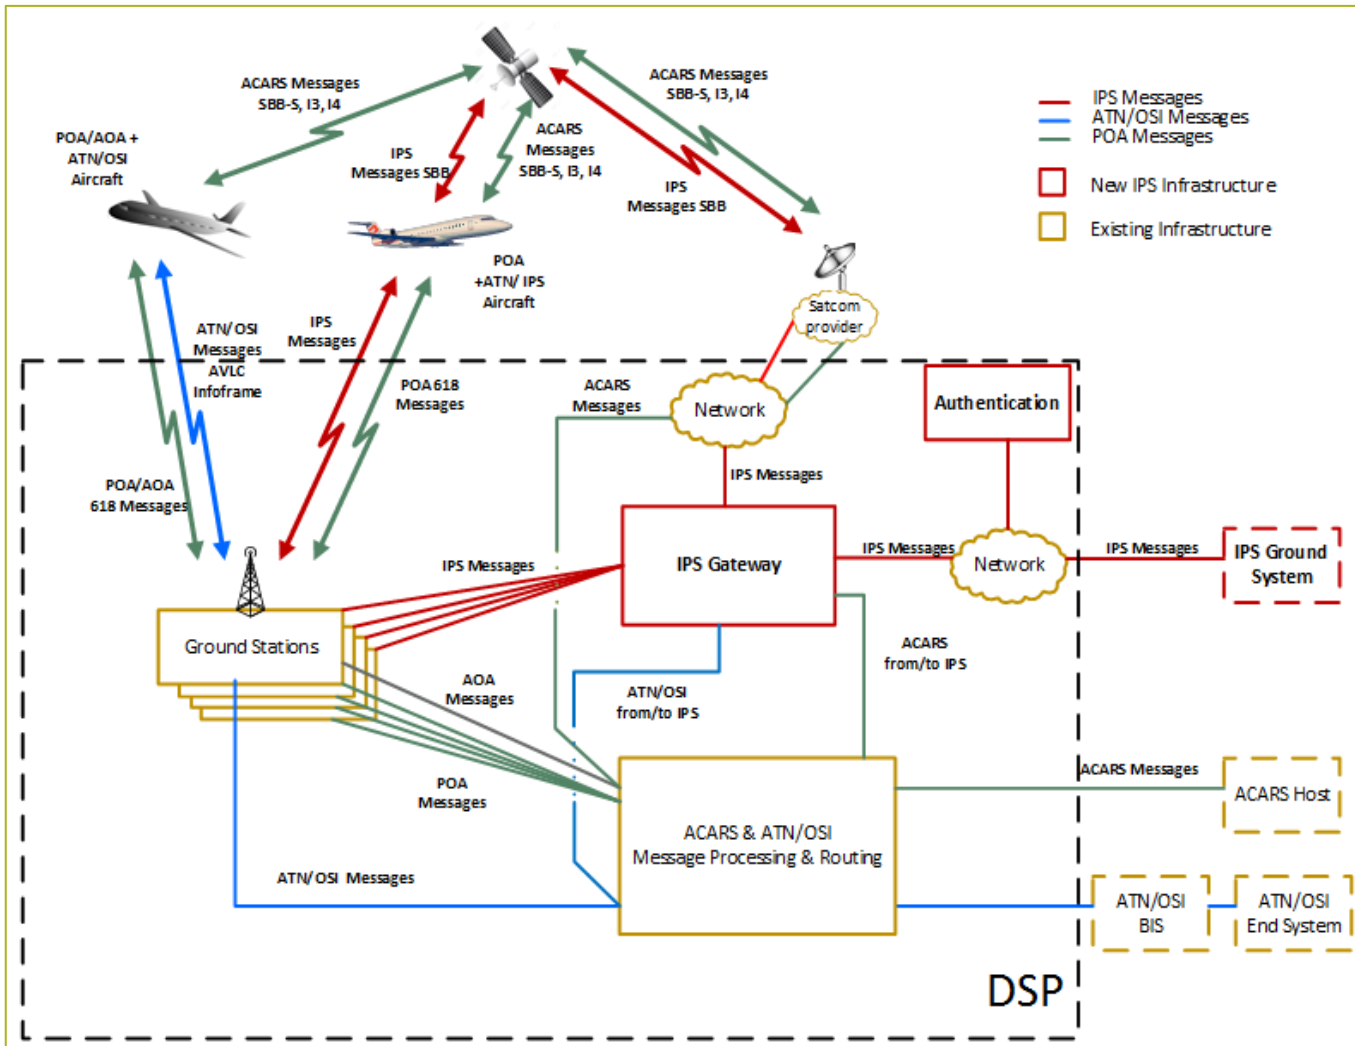 ACARS Messages
SBB-S, I3, I4
ACARS Messages
SBB-S, I3, I4
IPS Messages
ATN/OSI Messages
POA Messages
New IPS Infrastructure
Existing Infrastructure
POA/AOA +
ATN/OSI
Aircraft
IPS
Messages SBB
ACARS
Messages
SBB-S, I3, I4
IPS
Messages SBB
POA
+ATN/ IPS
Aircraft
Satcom
provider
ATN/OSI
Messages
AVLC
Infoframe
IPS
Messages
POA 618
Messages
ACARS
Messages
Network
Authentication
POA/AOA
618 Messages
IPS Messages
IPS Messages
IPS Gateway
IPS Messages
Network
IPS Messages
IPS Ground
System
Ground Stations
AOA
Messages
ATN/OSI
from/to IPS
ACARS
from/to IPS
POA
Messages
ACARS & ATN/OSI
Message Processing & Routing
ACARS Messages
ACARS Host
ATN/OSI Messages
ATN/OSI
BIS
ATN/OSI
End System
DSP